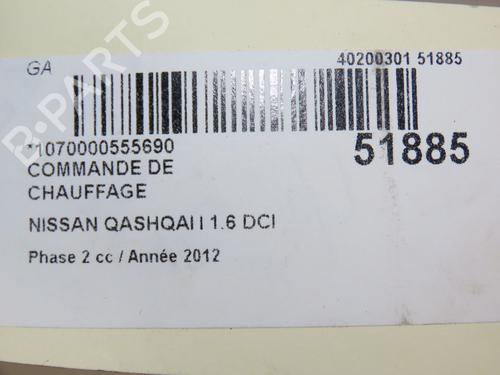 GA
40200301 51885
*1070000555690
51885
COMMANDE DE
CHAUFFAGE
NISSAN QASHQAI I 1.6 DCI
Phase 2 cc / Année 2012
B-PARTS